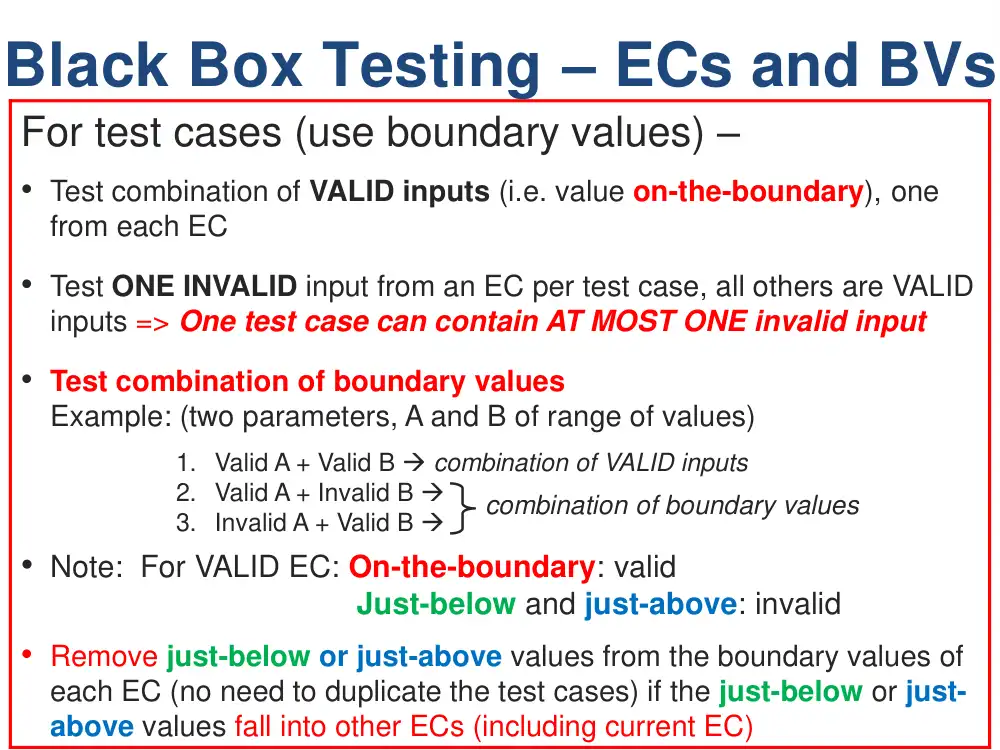 Black Box Testing – ECs and BVs
For test cases (use boundary values) –
• Test combination of VALID inputs (i.e. value on-the-boundary), one
from each EC
• Test ONE INVALID input from an EC per test case, all others are VALID
inputs => One test case can contain AT MOST ONE invalid input
• Test combination of boundary values
Example: (two parameters, A and B of range of values)
1. Valid A + Valid B → combination of VALID inputs
2. Valid A + Invalid B →
3. Invalid A + Valid B →
combination of boundary values
• Note: For VALID EC: On-the-boundary: valid
Just-below and just-above: invalid
• Remove just-below or just-above values from the boundary values of
each EC (no need to duplicate the test cases) if the just-below or just-
above values fall into other ECs (including current EC)